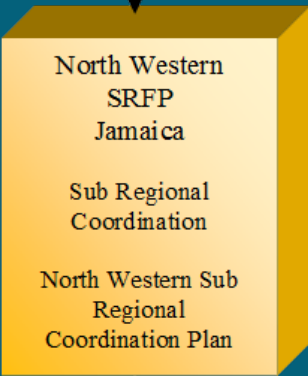 North Western
SRFP
Jamaica
Sub Regional
Coordination
North Western Sub
Regional
Coordination Plan